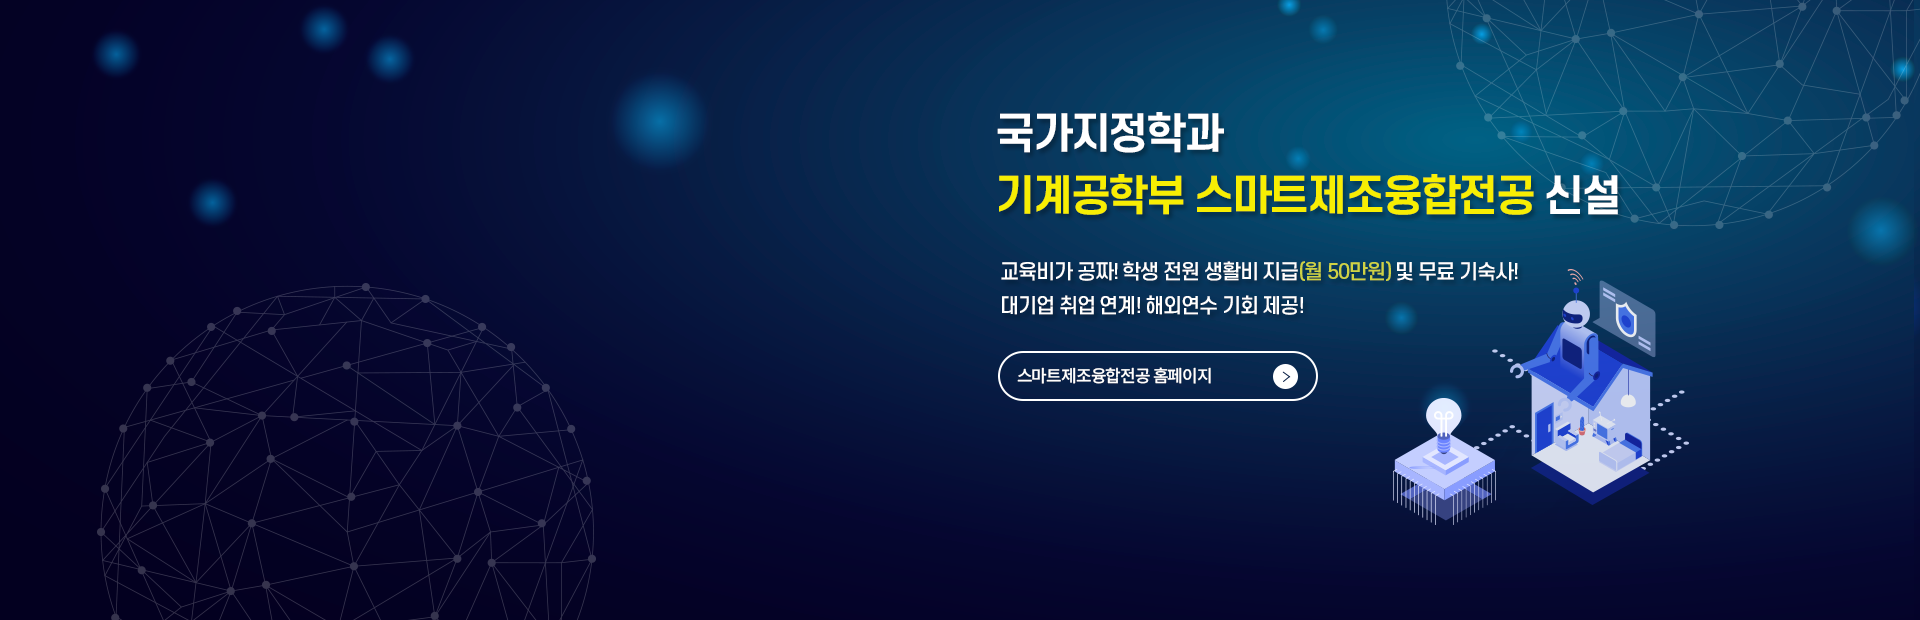 국가지정학과
기계공학부 스마트제조융합전공 신설
교육비가 공짜! 학생 전원 생활비 지급(월 50만원) 및 무료 기숙사!
대기업 취업 연계! 해외연수 기회 제공!
스마트제조융합전공 홈페이지